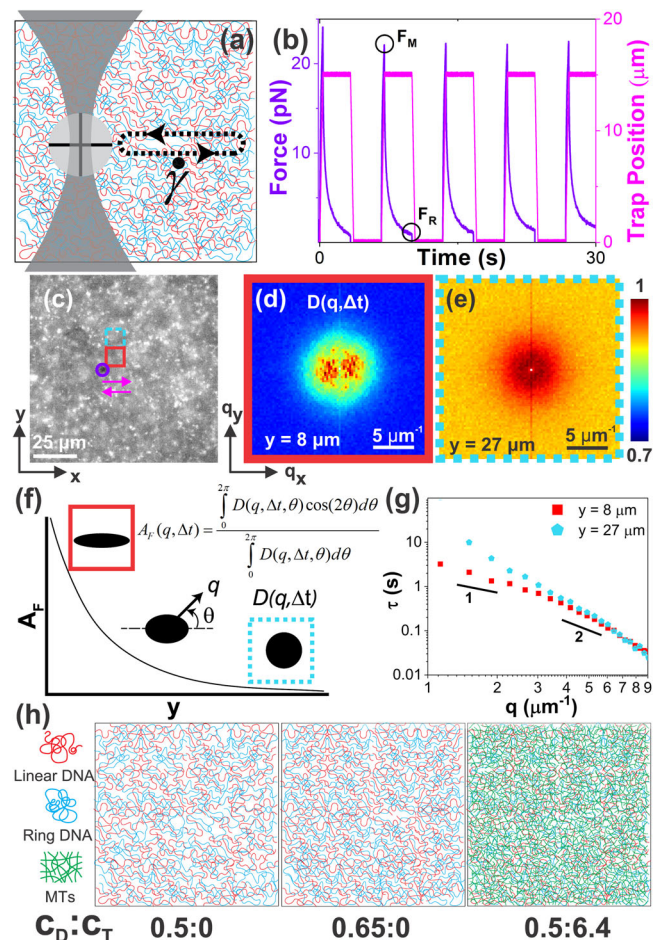 (a)
γ
(b)
F_M
F_R
Force (pN)
20
10
0
Trap Position (μm)
20
10
0
0
Time (s)
30
(c)
25 μm
y
x
(d)
D(q,Δt)
y = 8 μm
5 μm⁻¹
q_y
q_x
(e)
y = 27 μm
5 μm⁻¹
1
0.7
(f)
A_F(q,Δt) = ∫₀^{2π} D(q,Δt,θ)cos(2θ)dθ / ∫₀^{2π} D(q,Δt,θ)dθ
q
θ
D(q,Δt)
A_F
y
(g)
y = 8 μm
y = 27 μm
τ (s)
100
10
1
0.1
0.01
1
2
1
2
3
4
5
6
7
8
9
q (μm⁻¹)
(h)
Linear DNA
Ring DNA
MTs
c_D:c_T
0.5:0
0.65:0
0.5:6.4